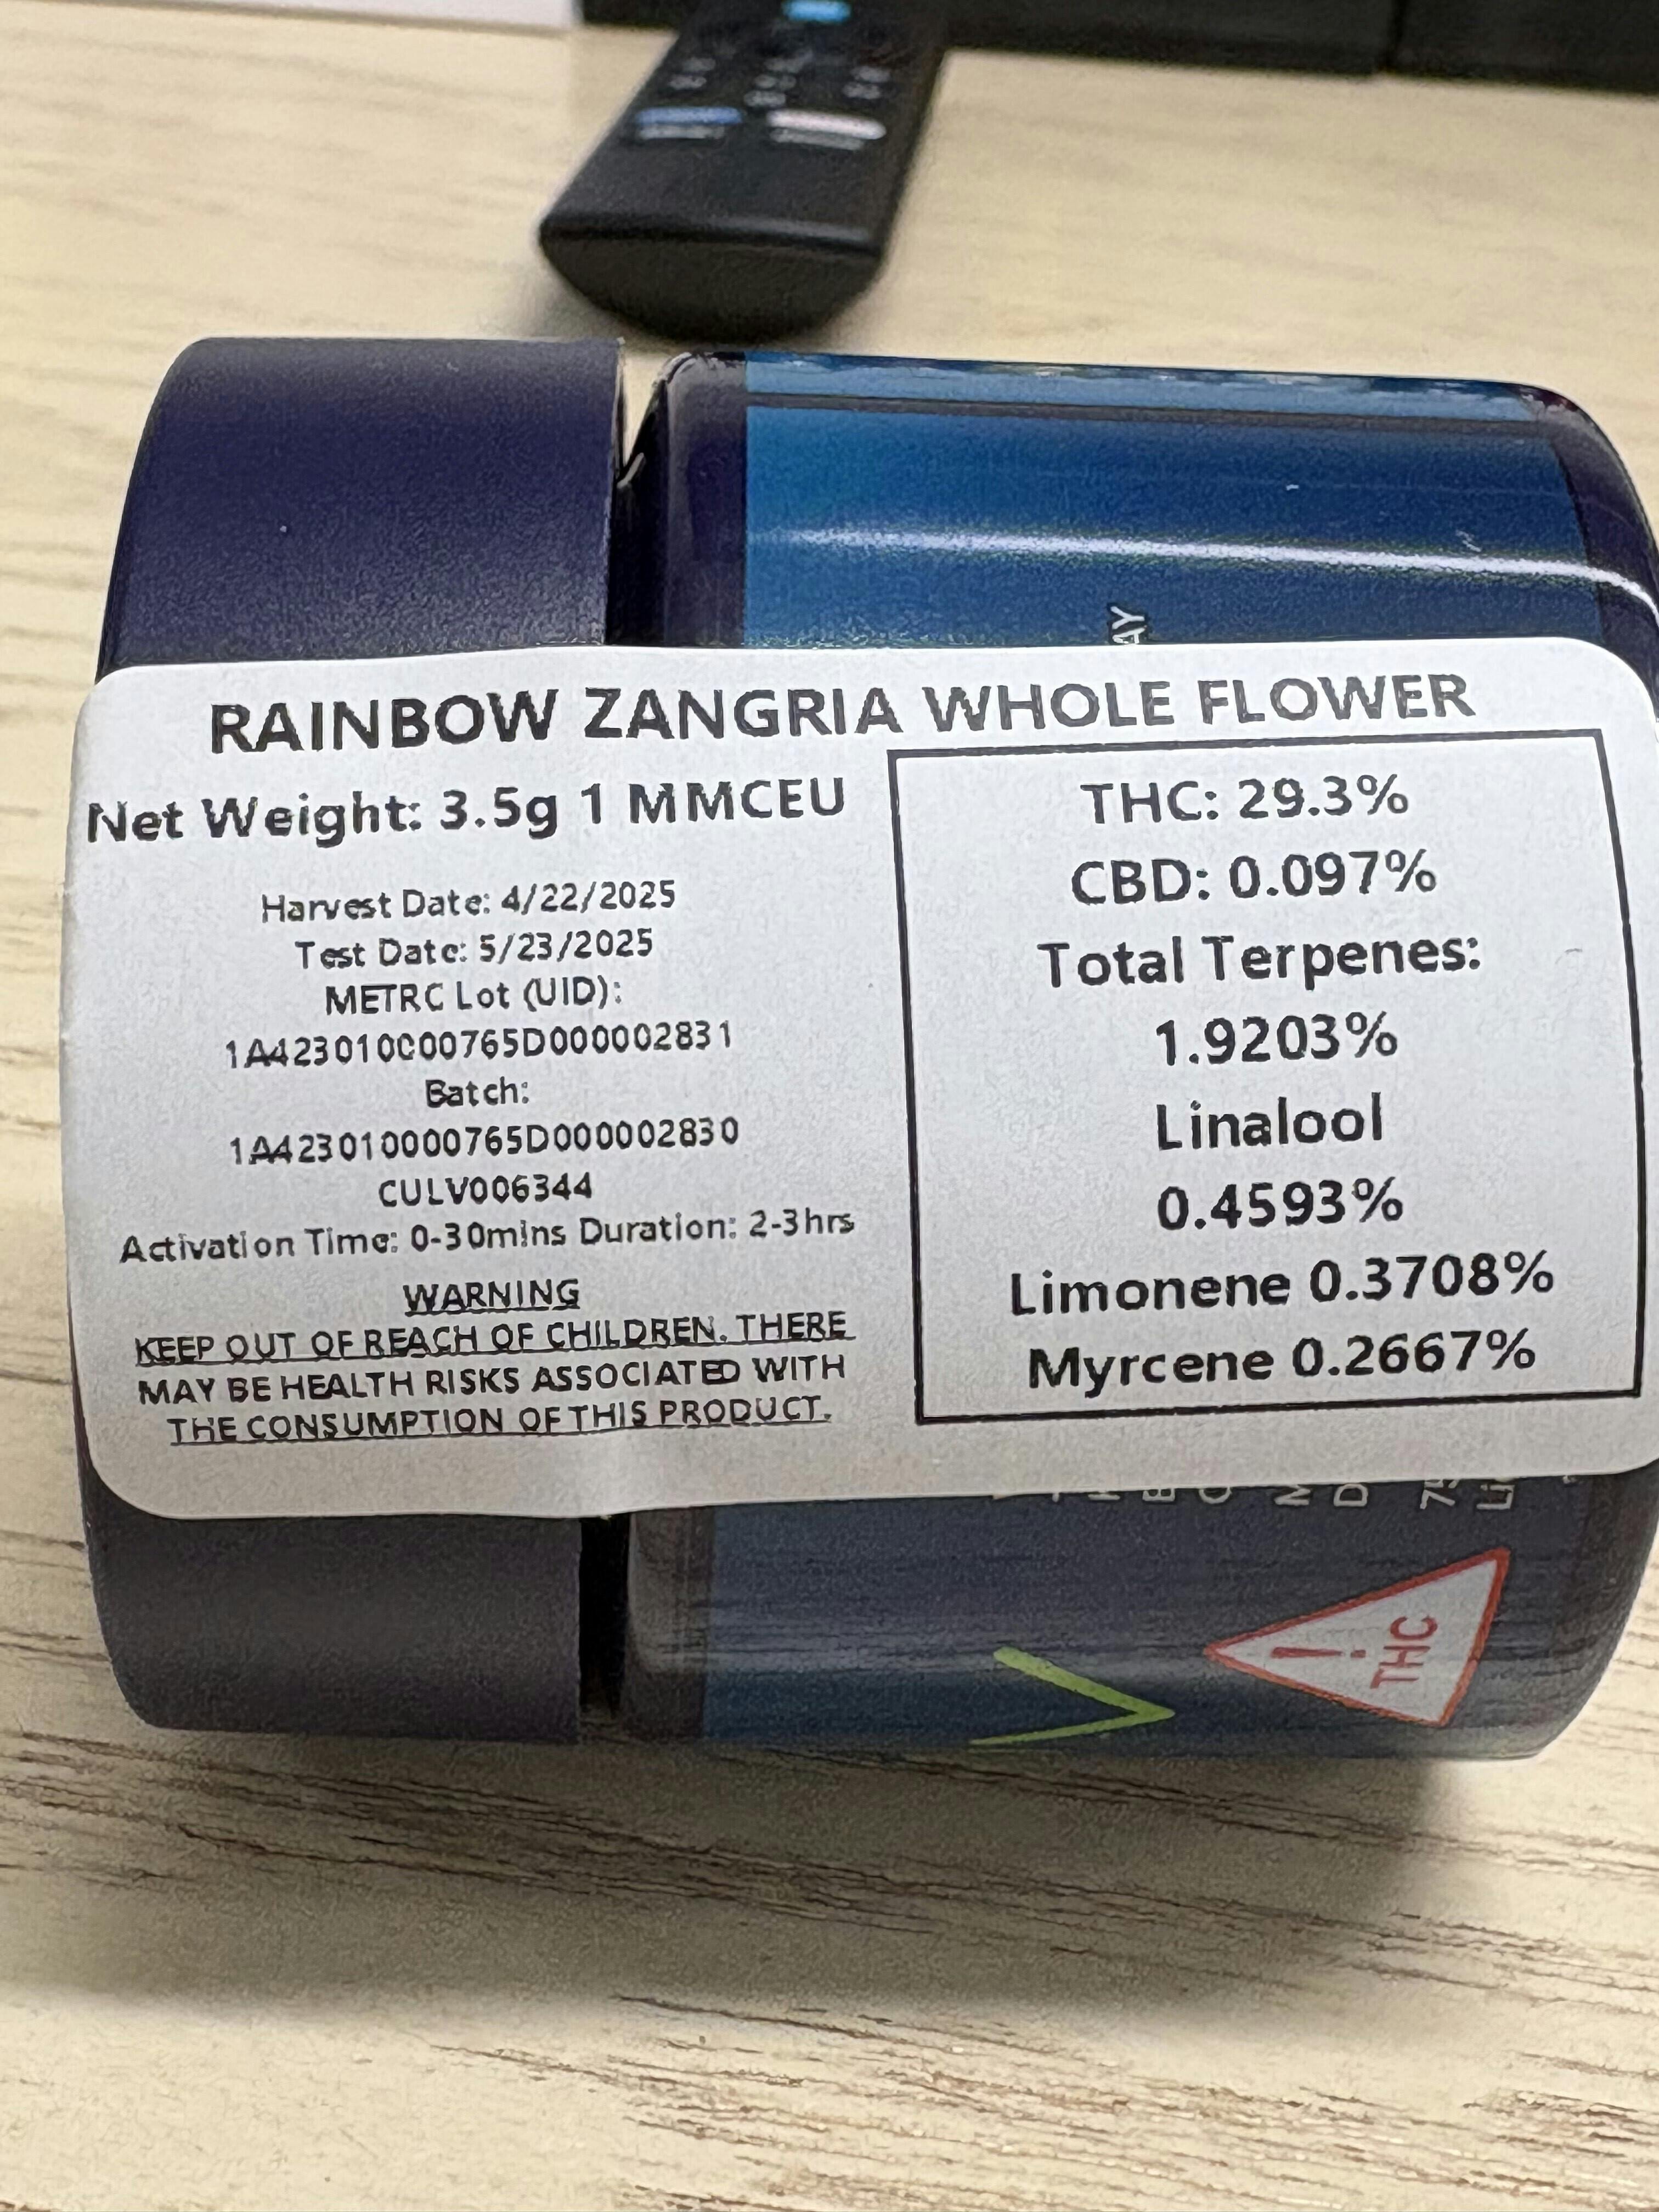 AY
RAINBOW ZANGRIA WHOLE FLOWER
Net Weight: 3.5g 1 MMCEU
Harvest Date: 4/22/2025
Test Date: 5/23/2025
METRC Lot (UID):
1A423010000765D000002831
Batch:
1A423010000765D000002830
CULV006344
Activation Time: 0-30mins Duration: 2-3hrs
WARNING
KEEP OUT OF REACH OF CHILDREN. THERE
MAY BE HEALTH RISKS ASSOCIATED WITH
THE CONSUMPTION OF THIS PRODUCT.
THC: 29.3%
CBD: 0.097%
Total Terpenes:
1.9203%
Linalool
0.4593%
Limonene 0.3708%
Myrcene 0.2667%
! THC